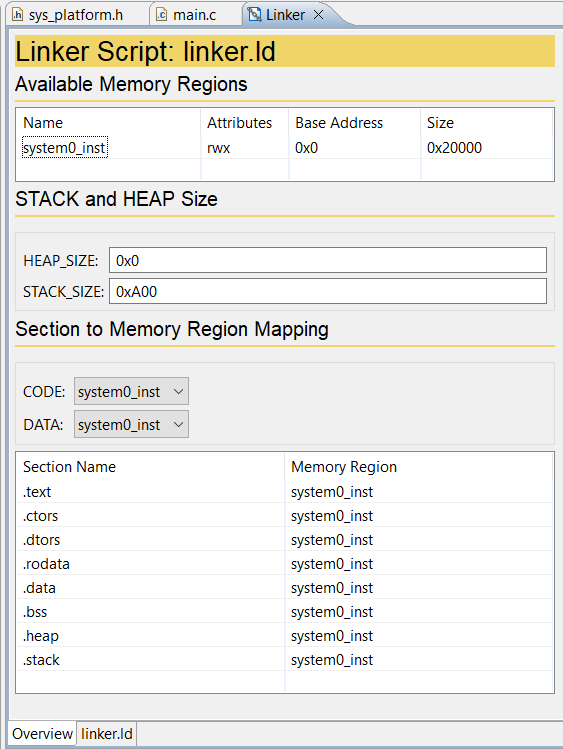 sys_platform.h main.c Linker
Linker Script: linker.ld
Available Memory Regions
Name Attributes Base Address Size
system0_inst rwx 0x0 0x20000
STACK and HEAP Size
HEAP_SIZE: 0x0
STACK_SIZE: 0xA00
Section to Memory Region Mapping
CODE: system0_inst
DATA: system0_inst
Section Name Memory Region
.text system0_inst
.ctors system0_inst
.dtors system0_inst
.rodata system0_inst
.data system0_inst
.bss system0_inst
.heap system0_inst
.stack system0_inst
Overview linker.ld